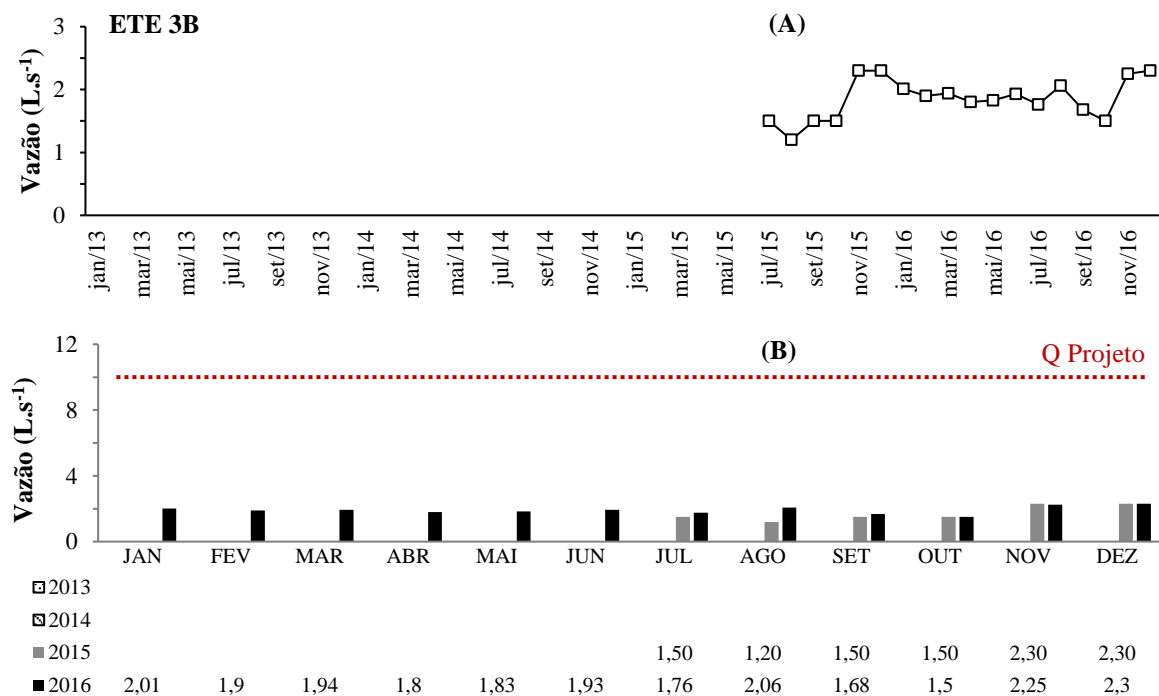 ETE 3B (A)
Vazão (L.s⁻¹)
3
2
1
0
jan/13 mar/13 mai/13 jul/13 set/13 nov/13 jan/14 mar/14 mai/14 jul/14 set/14 nov/14 jan/15 mar/15 mai/15 jul/15 set/15 nov/15 jan/16 mar/16 mai/16 jul/16 set/16 nov/16
(B) Q Projeto
Vazão (L.s⁻¹)
12
8
4
0
JAN FEV MAR ABR MAI JUN JUL AGO SET OUT NOV DEZ
2013
2014
2015 1,50 1,20 1,50 1,50 2,30 2,30
2016 2,01 1,9 1,94 1,8 1,83 1,93 1,76 2,06 1,68 1,5 2,25 2,3